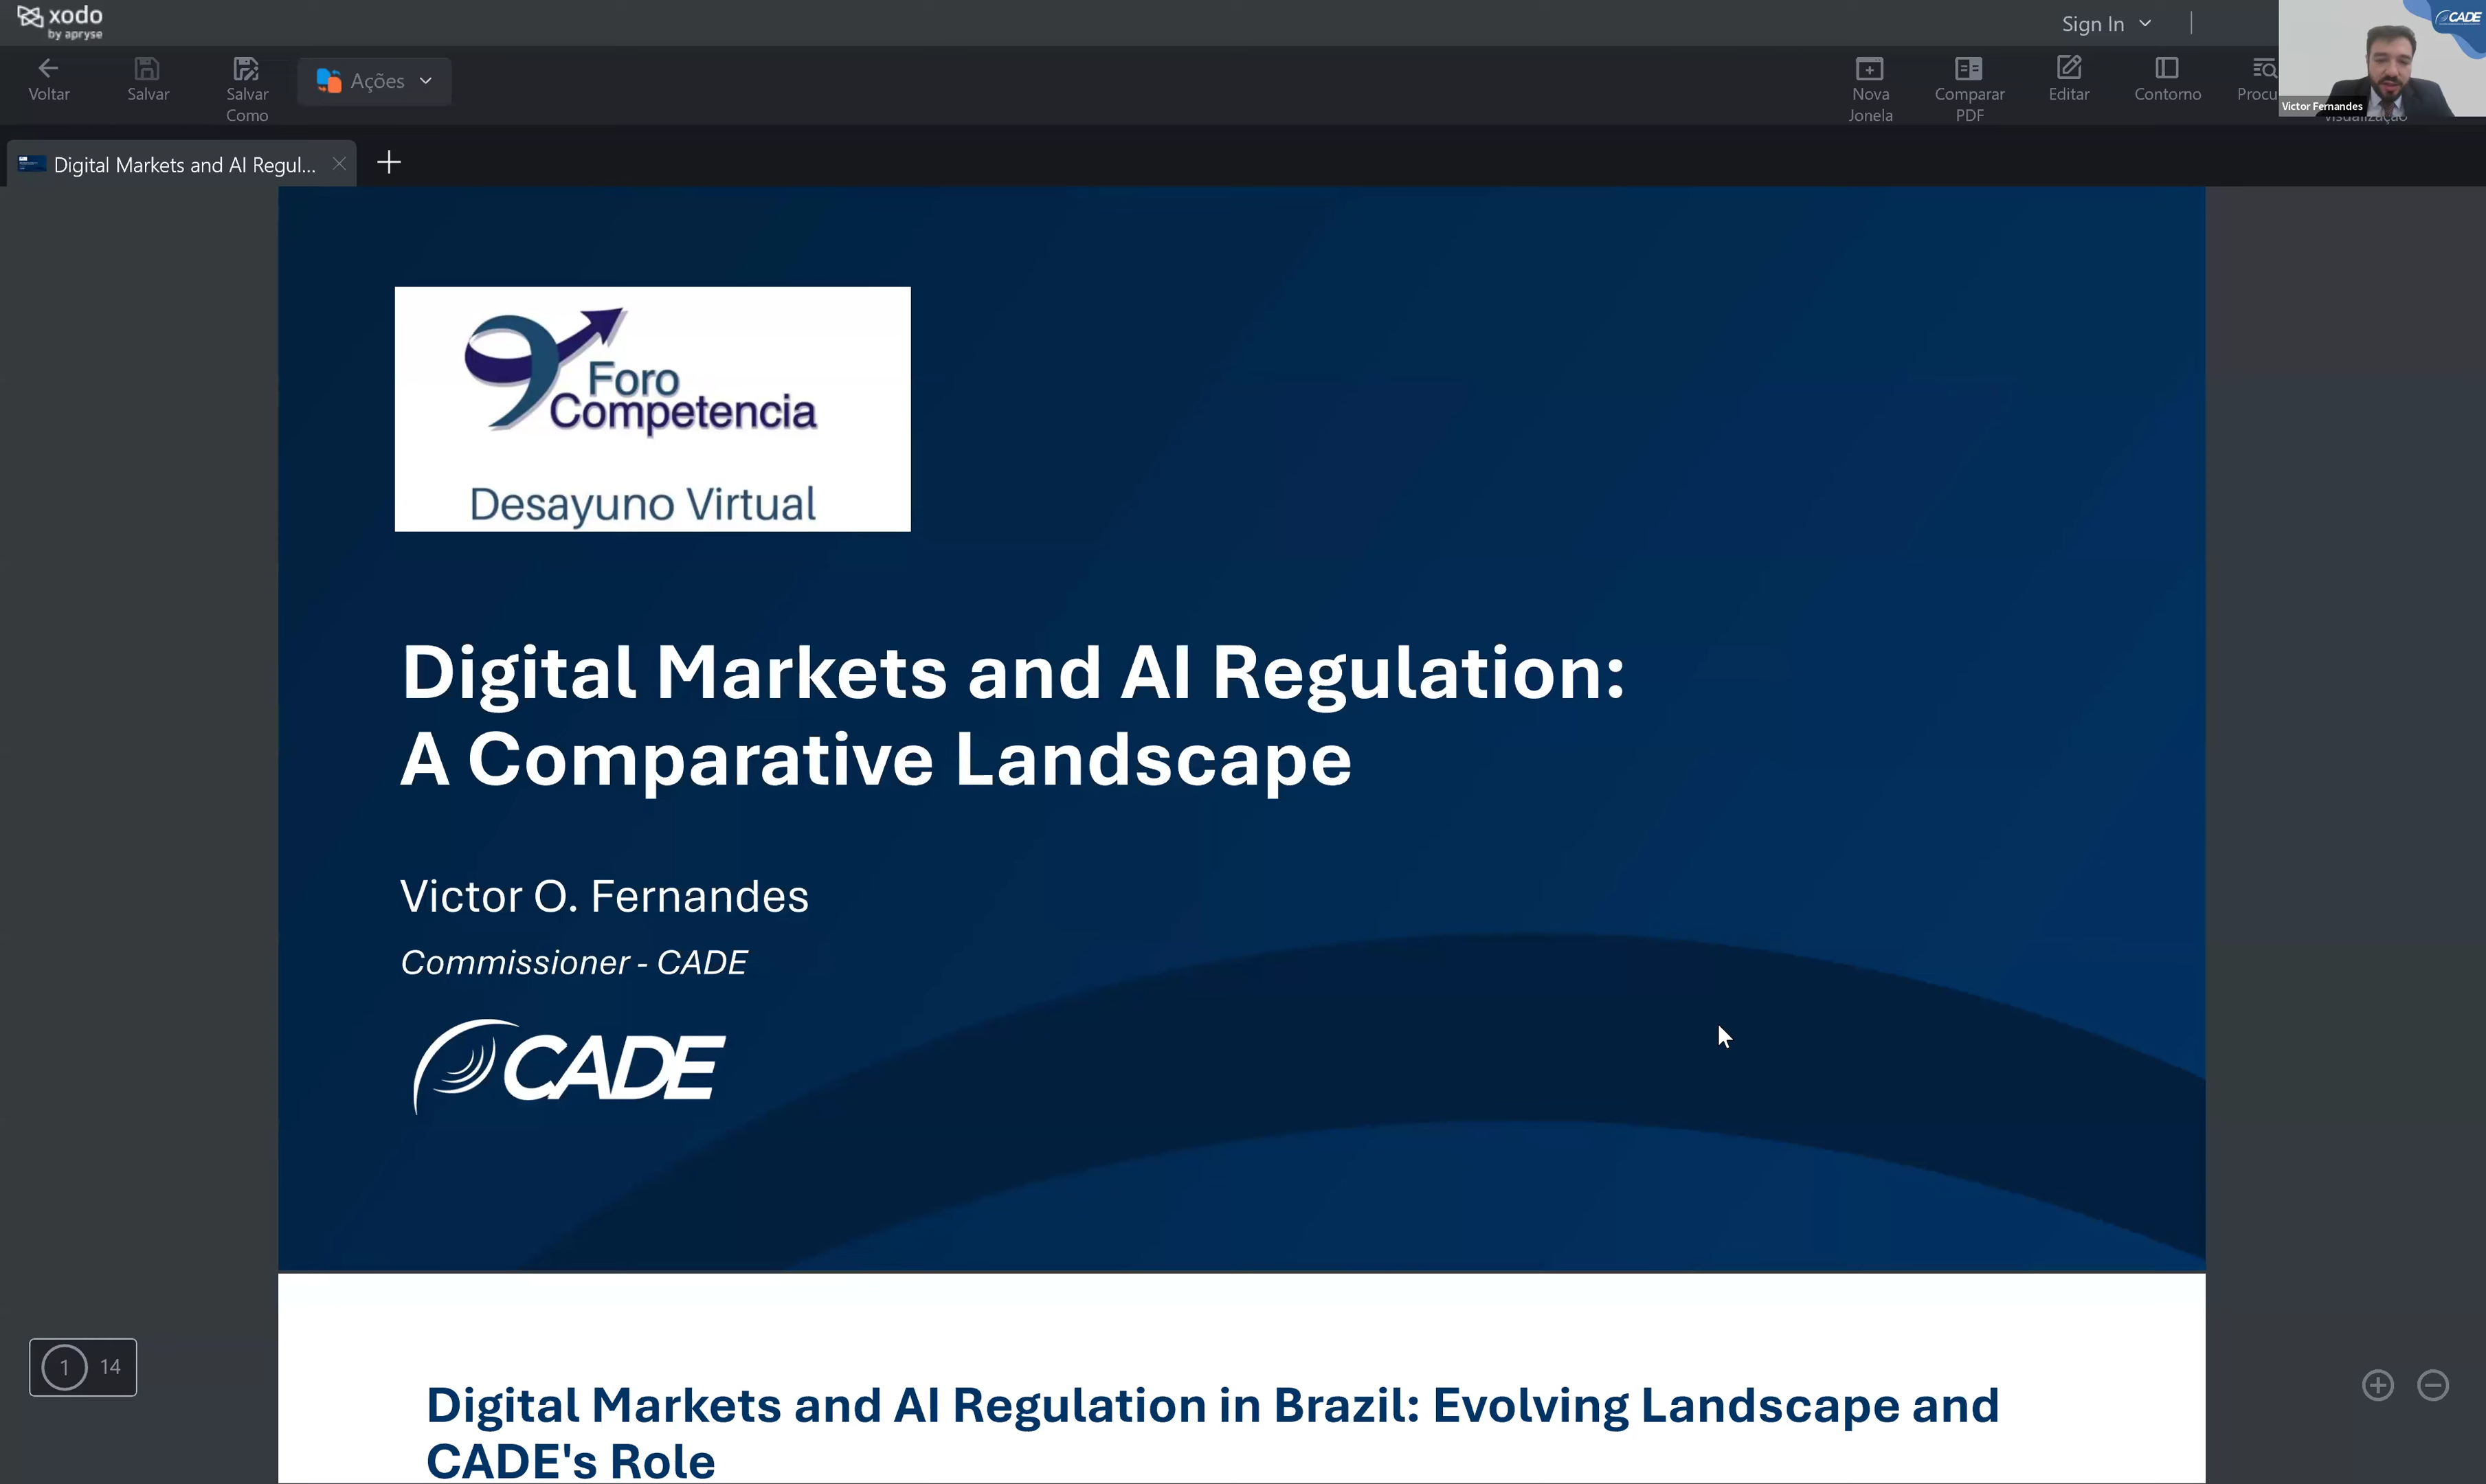 xodo
by apryse
Sign In
CADE
Voltar
Salvar
Salvar
Como
Ações
Nova
Jonela
Comparar
PDF
Editar
Contorno
Procu
visualização
Victor Fernandes
Digital Markets and AI Regul...
Foro
Competencia
Desayuno Virtual
Digital Markets and AI Regulation:
A Comparative Landscape
Victor O. Fernandes
Commissioner - CADE
CADE
1 14
Digital Markets and AI Regulation in Brazil: Evolving Landscape and
CADE's Role